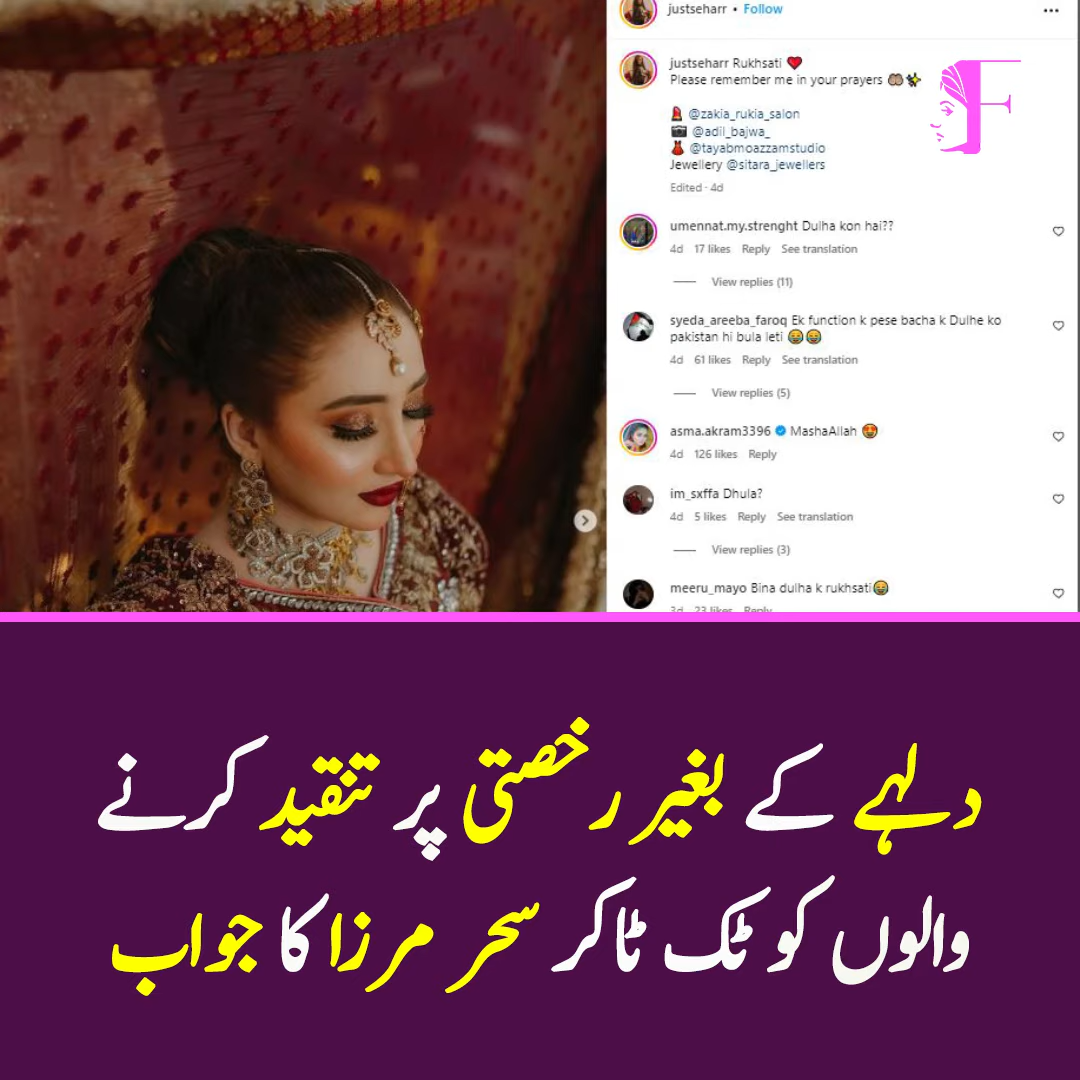 justseharr • Follow
justseharr Rukhsati ❤️
Please remember me in your prayers 🤲🏽✨
💄 @zakia_rukia_salon
📷 @adil_bajwa_
👗 @tayabmoazzamstudio
Jewellery @sitara_jewellers
Edited · 4d
umennat.my.strenght Dulha kon hai??
4d 17 likes Reply See translation
View replies (11)
syeda_areeba_faroq Ek function k pese bacha k Dulhe ko
pakistan hi bula leti 😂😂
4d 61 likes Reply See translation
View replies (5)
asma.akram3396 MashaAllah 😍
4d 126 likes Reply
im_sxffa Dhula?
4d 5 likes Reply See translation
View replies (3)
meeru_mayo Bina dulha k rukhsati😂
3d 23 likes Reply
F
دلہے کے بغیر رخصتی پر تنقید کرنے
والوں کو ٹک ٹاکر سحر مرزا کا جواب